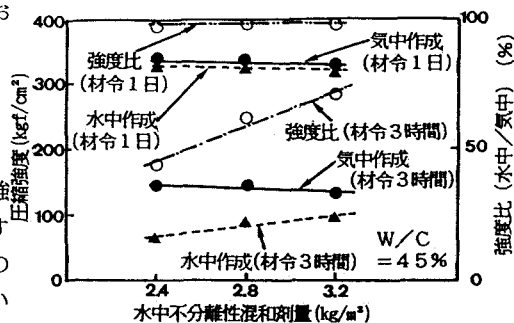 お
強
の
い
圧縮強度(kgf/cm²)
400
300
200
100
0
強度比
(材令1日)
気中作成
(材令1日)
水中作成
(材令1日)
強度比(材令3時間)
気中作成
(材令3時間)
水中作成(材令3時間)
W/C
=45%
100
50
0
強度比(水中/気中) (%)
2.4
2.8
3.2
水中不分離性混和剤量(kg/m³)